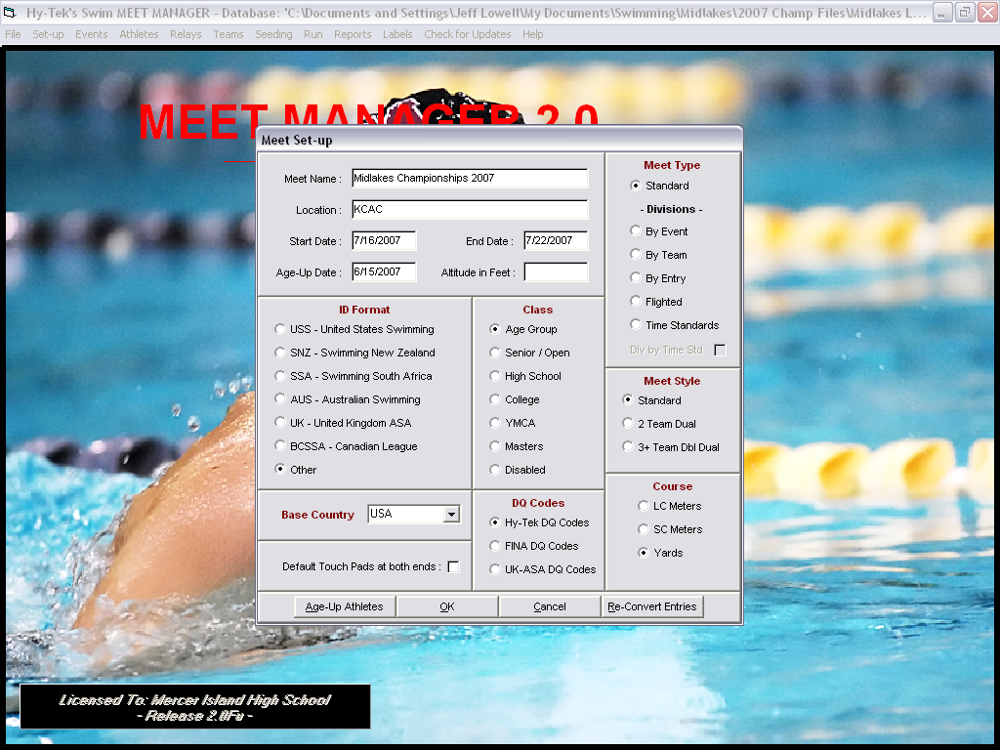 Hy-Tek's Swim MEET MANAGER - Database: 'C:\Documents and Settings\Jeff Lowell\My Documents\Swimming\Midlakes\2007 Champ Files\Midlakes L...
File Set-up Events Athletes Relays Teams Seeding Run Reports Labels Check for Updates Help
MEET MANAGER 2.0
Meet Set-up
Meet Name : Midlakes Championships 2007
Location : KCAC
Start Date : 7/16/2007 End Date : 7/22/2007
Age-Up Date : 6/15/2007 Altitude in Feet :
ID Format
USS - United States Swimming
SNZ - Swimming New Zealand
SSA - Swimming South Africa
AUS - Australian Swimming
UK - United Kingdom ASA
BCSSA - Canadian League
Other
Base Country USA
Default Touch Pads at both ends :
Class
Age Group
Senior / Open
High School
College
YMCA
Masters
Disabled
DQ Codes
Hy-Tek DQ Codes
FINA DQ Codes
UK-ASA DQ Codes
Meet Type
Standard
- Divisions -
By Event
By Team
By Entry
Flighted
Time Standards
Div by Time Std :
Meet Style
Standard
2 Team Dual
3+ Team Dbl Dual
Course
LC Meters
SC Meters
Yards
Age-Up Athletes OK Cancel Re-Convert Entries
Licensed To: Mercer Island High School
- Release 2.0Fu -